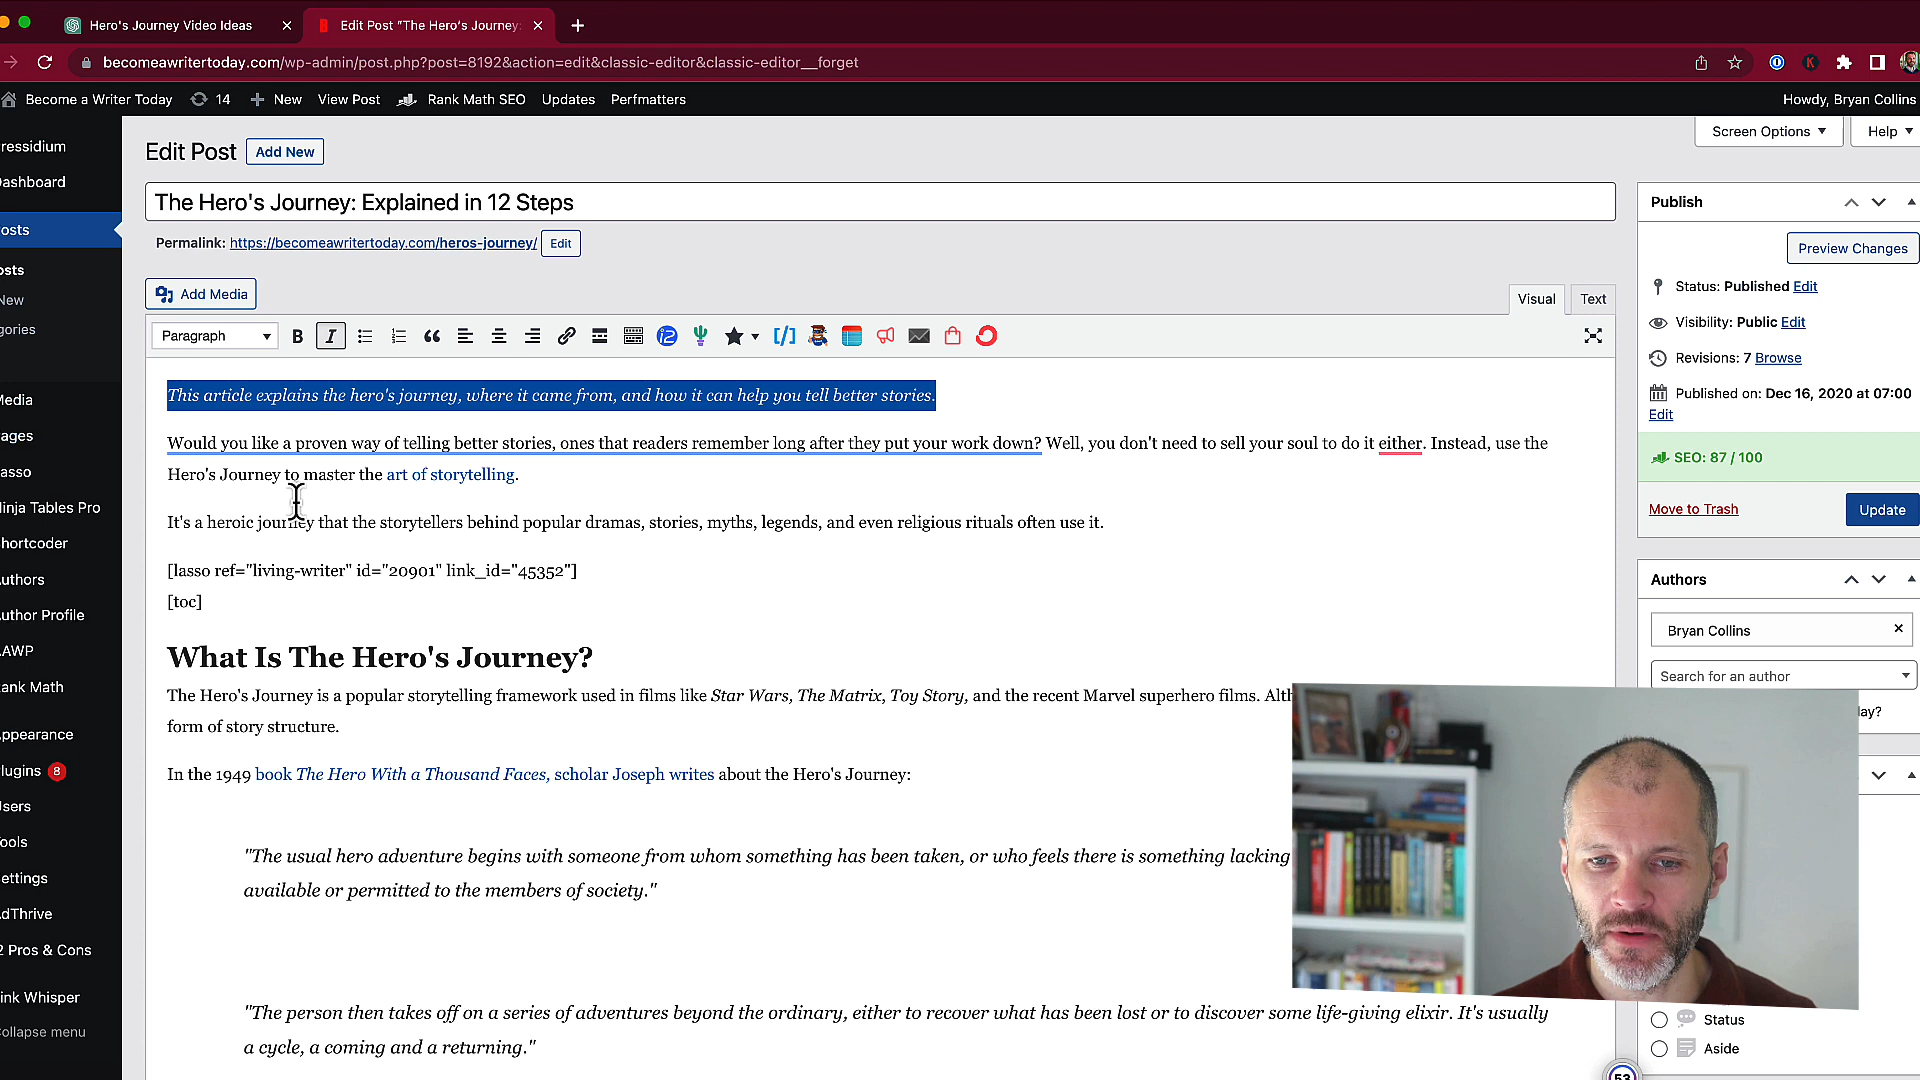 Hero's Journey Video Ideas
Edit Post "The Hero's Journey:
becomeawritertoday.com/wp-admin/post.php?post=8192&action=edit&classic-editor&classic-editor__forget
Become a Writer Today 14 New View Post Rank Math SEO Updates Perfmatters Howdy, Bryan Collins
Screen Options Help
ressidium
ashboard
osts
osts
New
gories
Media
ages
asso
inja Tables Pro
hortcoder
uthors
uthor Profile
AWP
ank Math
ppearance
lugins 8
sers
ools
ettings
dThrive
2 Pros & Cons
ink Whisper
ollapse menu
Edit Post Add New
The Hero's Journey: Explained in 12 Steps
Permalink: https://becomeawritertoday.com/heros-journey/ Edit
Add Media
Visual Text
Paragraph B I
This article explains the hero's journey, where it came from, and how it can help you tell better stories.
Would you like a proven way of telling better stories, ones that readers remember long after they put your work down? Well, you don't need to sell your soul to do it either. Instead, use the
Hero's Journey to master the art of storytelling.
It's a heroic journey that the storytellers behind popular dramas, stories, myths, legends, and even religious rituals often use it.
[lasso ref="living-writer" id="20901" link_id="45352"]
[toc]
What Is The Hero's Journey?
The Hero's Journey is a popular storytelling framework used in films like Star Wars, The Matrix, Toy Story, and the recent Marvel superhero films. Alt
form of story structure.
In the 1949 book The Hero With a Thousand Faces, scholar Joseph writes about the Hero's Journey:
"The usual hero adventure begins with someone from whom something has been taken, or who feels there is something lacking
available or permitted to the members of society."
"The person then takes off on a series of adventures beyond the ordinary, either to recover what has been lost or to discover some life-giving elixir. It's usually
a cycle, a coming and a returning."
Publish
Preview Changes
Status: Published Edit
Visibility: Public Edit
Revisions: 7 Browse
Published on: Dec 16, 2020 at 07:00
Edit
SEO: 87 / 100
Move to Trash Update
Authors
Bryan Collins
Search for an author
lay?
Status
Aside
53